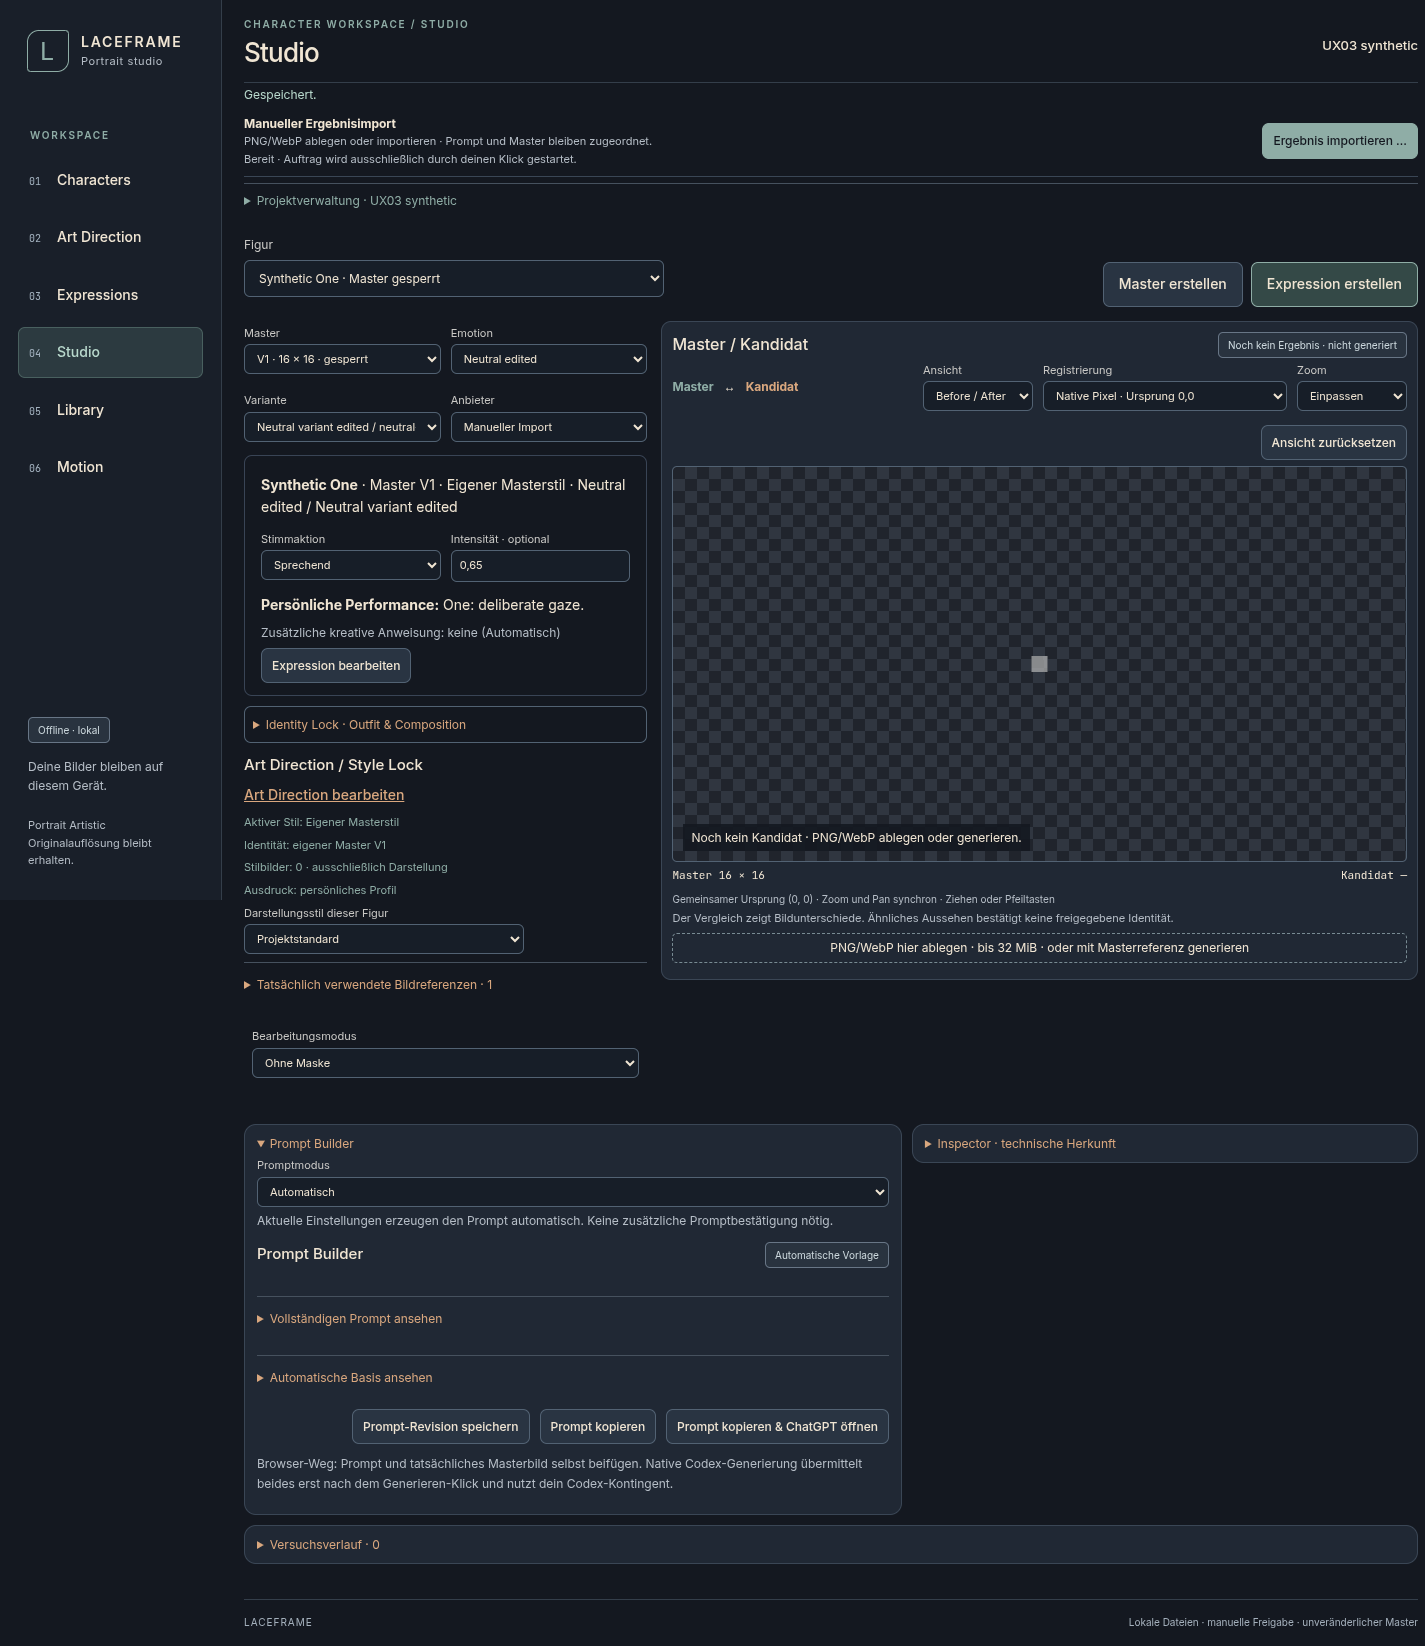 L
LACEFRAME
Portrait studio
WORKSPACE
01 Characters
02 Art Direction
03 Expressions
04 Studio
05 Library
06 Motion
Offline · lokal
Deine Bilder bleiben auf
diesem Gerät.
Portrait Artistic
Originalauflösung bleibt
erhalten.
CHARACTER WORKSPACE / STUDIO
Studio
UX03 synthetic
Gespeichert.
Manueller Ergebnisimport
PNG/WebP ablegen oder importieren · Prompt und Master bleiben zugeordnet.
Bereit · Auftrag wird ausschließlich durch deinen Klick gestartet.
Ergebnis importieren ...
Projektverwaltung · UX03 synthetic
Figur
Synthetic One · Master gesperrt
Master erstellen
Expression erstellen
Master
Emotion
V1 · 16 × 16 · gesperrt
Neutral edited
Variante
Anbieter
Neutral variant edited / neutral
Manueller Import
Synthetic One · Master V1 · Eigener Masterstil · Neutral
edited / Neutral variant edited
Stimmaktion
Intensität · optional
Sprechend
0,65
Persönliche Performance: One: deliberate gaze.
Zusätzliche kreative Anweisung: keine (Automatisch)
Expression bearbeiten
Identity Lock · Outfit & Composition
Art Direction / Style Lock
Art Direction bearbeiten
Aktiver Stil: Eigener Masterstil
Identität: eigener Master V1
Stilbilder: 0 · ausschließlich Darstellung
Ausdruck: persönliches Profil
Darstellungsstil dieser Figur
Projektstandard
Tatsächlich verwendete Bildreferenzen · 1
Bearbeitungsmodus
Ohne Maske
Master / Kandidat
Noch kein Ergebnis · nicht generiert
Master ↔ Kandidat
Ansicht
Registrierung
Zoom
Before / After
Native Pixel · Ursprung 0,0
Einpassen
Ansicht zurücksetzen
Noch kein Kandidat · PNG/WebP ablegen oder generieren.
Master 16 × 16
Kandidat —
Gemeinsamer Ursprung (0, 0) · Zoom und Pan synchron · Ziehen oder Pfeiltasten
Der Vergleich zeigt Bildunterschiede. Ähnliches Aussehen bestätigt keine freigegebene Identität.
PNG/WebP hier ablegen · bis 32 MiB · oder mit Masterreferenz generieren
Prompt Builder
Promptmodus
Automatisch
Aktuelle Einstellungen erzeugen den Prompt automatisch. Keine zusätzliche Promptbestätigung nötig.
Prompt Builder
Automatische Vorlage
Vollständigen Prompt ansehen
Automatische Basis ansehen
Prompt-Revision speichern
Prompt kopieren
Prompt kopieren & ChatGPT öffnen
Browser-Weg: Prompt und tatsächliches Masterbild selbst beifügen. Native Codex-Generierung übermittelt
beides erst nach dem Generieren-Klick und nutzt dein Codex-Kontingent.
Inspector · technische Herkunft
Versuchsverlauf · 0
LACEFRAME
Lokale Dateien · manuelle Freigabe · unveränderlicher Master